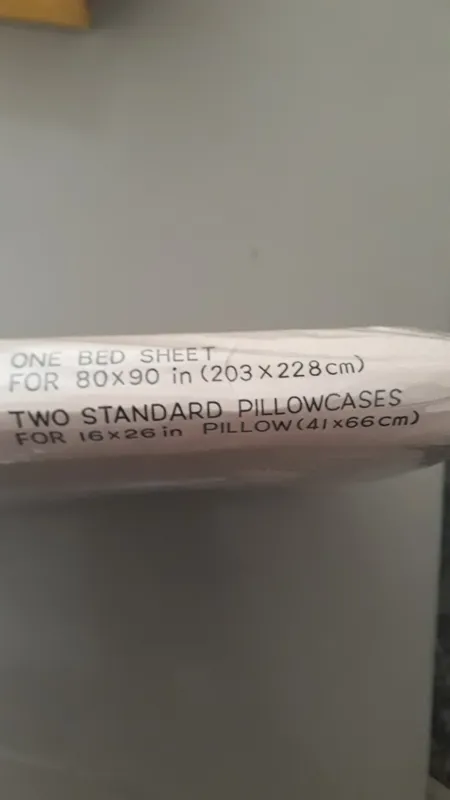 ONE BED SHEET
FOR 80X90 in (203 X 228cm)
TWO STANDARD PILLOWCASES
FOR 16X26 in PILLOW (41X66cm)